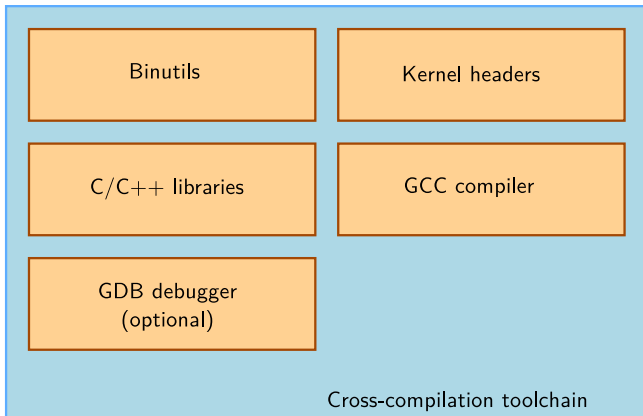 Binutils
Kernel headers
C/C++ libraries
GCC compiler
GDB debugger
(optional)
Cross-compilation toolchain